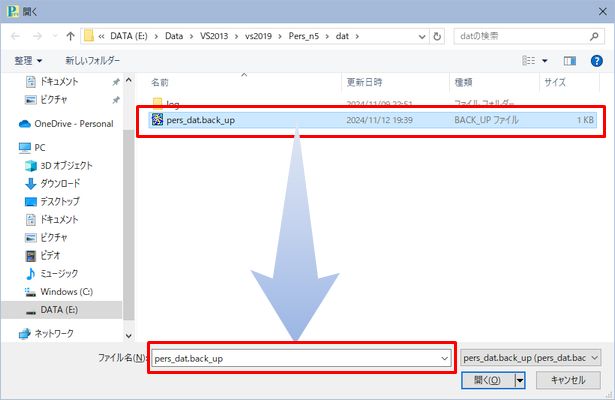 開く
« DATA (E:) › Data › VS2013 › vs2019 › Pers_n5 › dat ›
datの検索
整理 新しいフォルダー
名前 更新日時 種類 サイズ
log 2024/11/09 22:51 ファイル フォルダー
pers_dat.back_up 2024/11/12 19:39 BACK_UP ファイル 1 KB
ドキュメント
ピクチャ
OneDrive - Personal
PC
3D オブジェクト
ダウンロード
デスクトップ
ドキュメント
ピクチャ
ビデオ
ミュージック
Windows (C:)
DATA (E:)
ネットワーク
ファイル名(N): pers_dat.back_up pers_dat.back_up (pers_dat.bac
開く(O) キャンセル